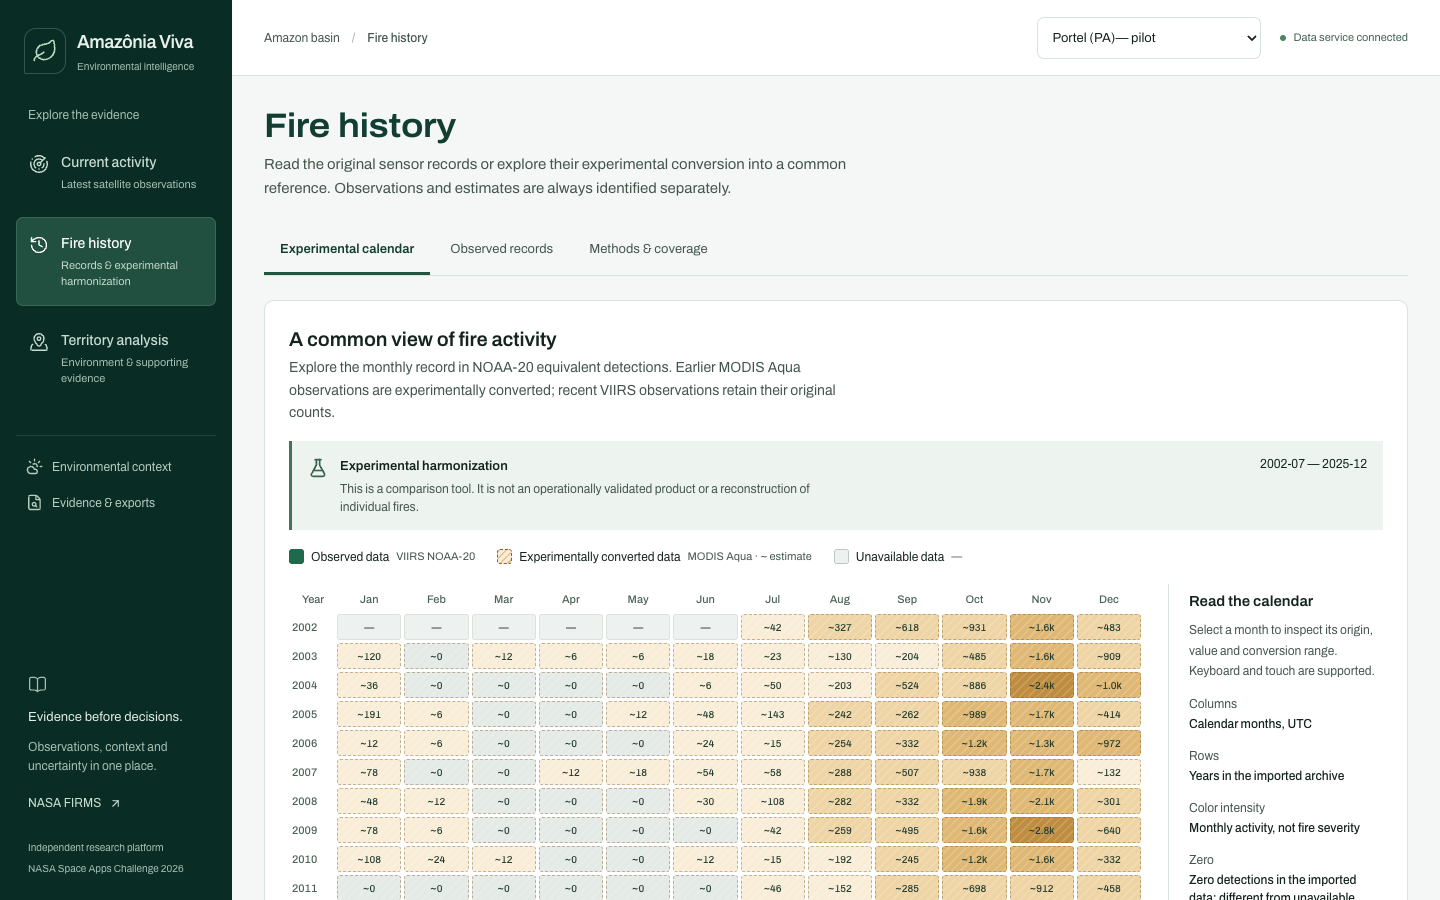 Amazônia Viva
Environmental intelligence
Explore the evidence
Current activity
Latest satellite observations
Fire history
Records & experimental
harmonization
Territory analysis
Environment & supporting
evidence
Environmental context
Evidence & exports
Evidence before decisions.
Observations, context and
uncertainty in one place.
NASA FIRMS
Independent research platform
NASA Space Apps Challenge 2026
Amazon basin / Fire history
Portel (PA)— pilot
Data service connected
Fire history
Read the original sensor records or explore their experimental conversion into a common
reference. Observations and estimates are always identified separately.
Experimental calendar Observed records Methods & coverage
A common view of fire activity
Explore the monthly record in NOAA-20 equivalent detections. Earlier MODIS Aqua
observations are experimentally converted; recent VIIRS observations retain their original
counts.
Experimental harmonization
2002-07 — 2025-12
This is a comparison tool. It is not an operationally validated product or a reconstruction of
individual fires.
Observed data VIIRS NOAA-20 Experimentally converted data MODIS Aqua · ~ estimate Unavailable data —
Year Jan Feb Mar Apr May Jun Jul Aug Sep Oct Nov Dec
2002 — — — — — — ~42 ~327 ~618 ~931 ~1.6k ~483
2003 ~120 ~0 ~12 ~6 ~6 ~18 ~23 ~130 ~204 ~485 ~1.6k ~909
2004 ~36 ~0 ~0 ~0 ~0 ~6 ~50 ~203 ~524 ~886 ~2.4k ~1.0k
2005 ~191 ~6 ~0 ~0 ~12 ~48 ~143 ~242 ~262 ~989 ~1.7k ~414
2006 ~12 ~6 ~0 ~0 ~0 ~24 ~15 ~254 ~332 ~1.2k ~1.3k ~972
2007 ~78 ~0 ~0 ~12 ~18 ~54 ~58 ~288 ~507 ~938 ~1.7k ~132
2008 ~48 ~12 ~0 ~0 ~0 ~30 ~108 ~282 ~332 ~1.9k ~2.1k ~301
2009 ~78 ~6 ~0 ~0 ~0 ~0 ~42 ~259 ~495 ~1.6k ~2.8k ~640
2010 ~108 ~24 ~12 ~0 ~0 ~12 ~15 ~192 ~245 ~1.2k ~1.6k ~332
2011 ~0 ~0 ~0 ~0 ~0 ~0 ~46 ~152 ~285 ~698 ~912 ~458
Read the calendar
Select a month to inspect its origin,
value and conversion range.
Keyboard and touch are supported.
Columns
Calendar months, UTC
Rows
Years in the imported archive
Color intensity
Monthly activity, not fire severity
Zero
Zero detections in the imported
data; different from unavailable